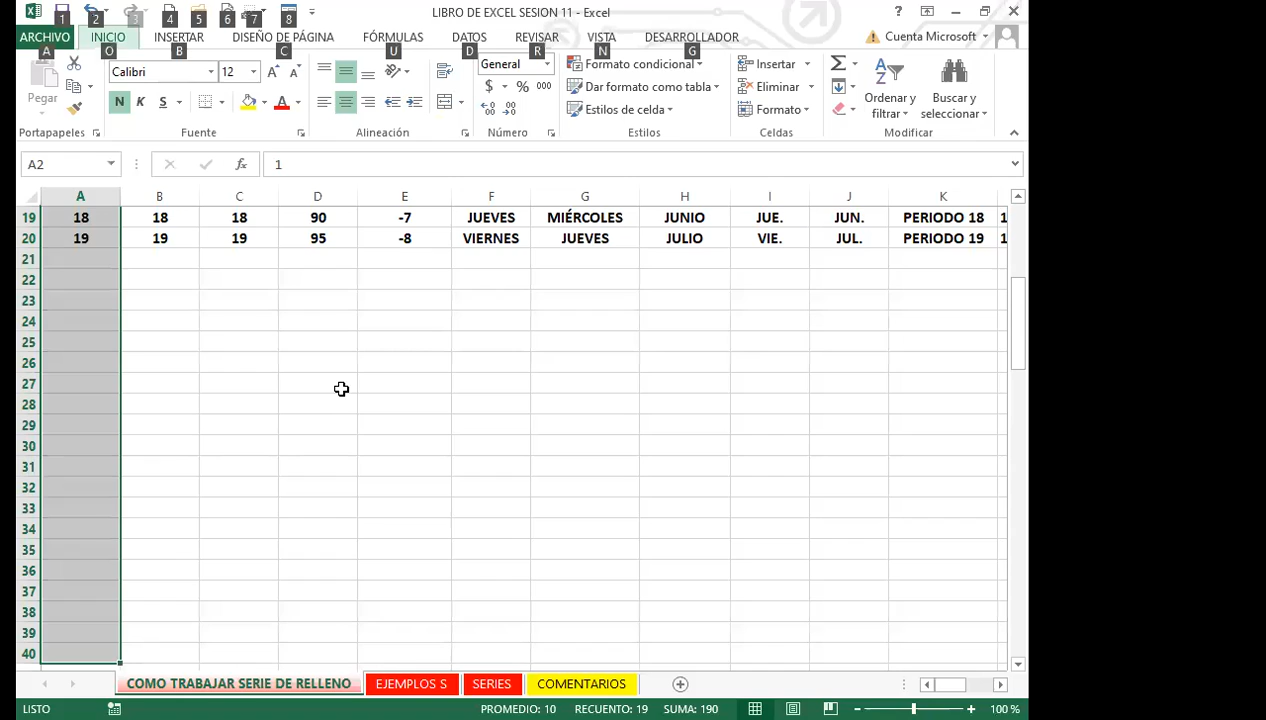 1 2 3 4 5 6 7 8
LIBRO DE EXCEL SESION 11 - Excel
?
ARCHIVO INICIO INSERTAR DISEÑO DE PÁGINA FÓRMULAS DATOS REVISAR VISTA DESARROLLADOR Cuenta Microsoft
A O B C U D R N G
Pegar Calibri 12 General Formato condicional Insertar Σ
N K S A $ % 000 Dar formato como tabla Eliminar Ordenar y filtrar Buscar y seleccionar
Estilos de celda Formato
Portapapeles Fuente Alineación Número Estilos Celdas Modificar
A2 fx 1
A B C D E F G H I J K
19 18 18 18 90 -7 JUEVES MIÉRCOLES JUNIO JUE. JUN. PERIODO 18 1
20 19 19 19 95 -8 VIERNES JUEVES JULIO VIE. JUL. PERIODO 19 1
21
22
23
24
25
26
27
28
29
30
31
32
33
34
35
36
37
38
39
40
COMO TRABAJAR SERIE DE RELLENO EJEMPLOS S SERIES COMENTARIOS
LISTO PROMEDIO: 10 RECUENTO: 19 SUMA: 190 100 %